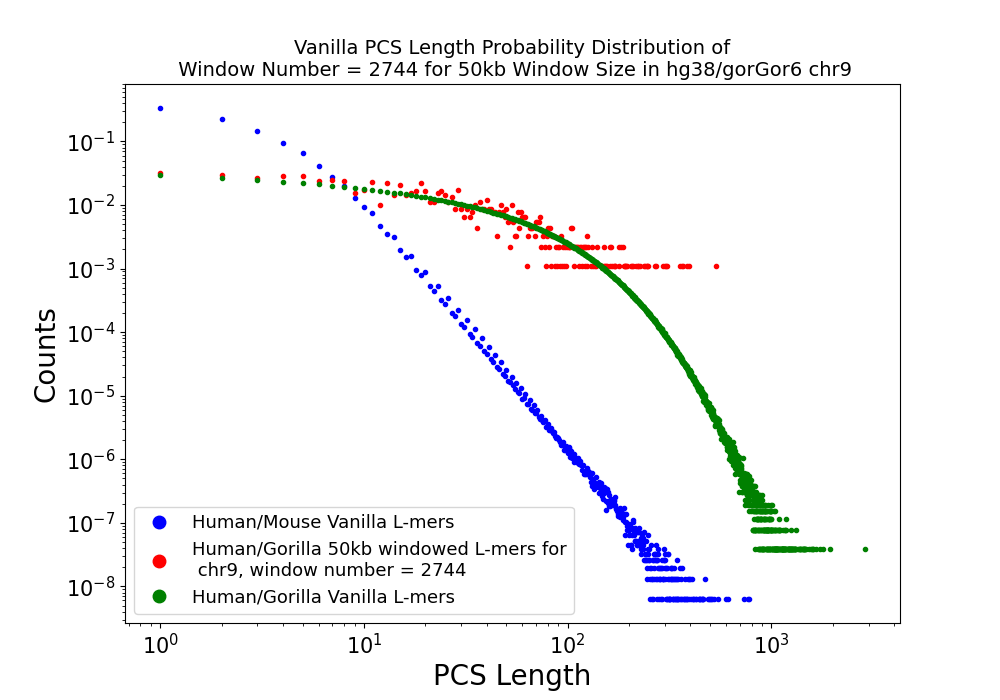 Vanilla PCS Length Probability Distribution of
Window Number = 2744 for 50kb Window Size in hg38/gorGor6 chr9
Counts
10⁻¹
10⁻²
10⁻³
10⁻⁴
10⁻⁵
10⁻⁶
10⁻⁷
10⁻⁸
Human/Mouse Vanilla L-mers
Human/Gorilla 50kb windowed L-mers for
chr9, window number = 2744
Human/Gorilla Vanilla L-mers
10⁰ 10¹ 10² 10³
PCS Length